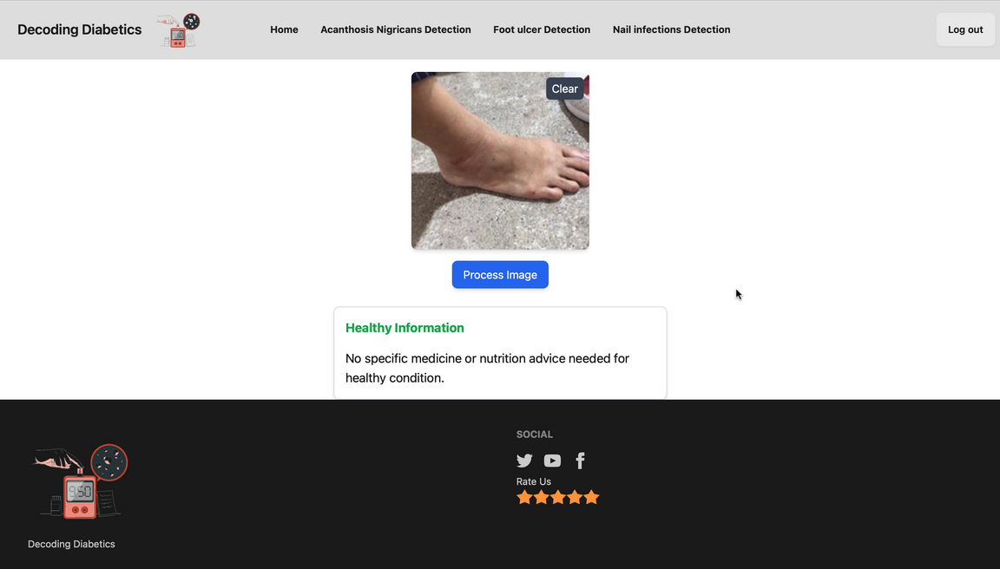 Decoding Diabetics
Home
Acanthosis Nigricans Detection
Foot ulcer Detection
Nail infections Detection
Log out
Clear
Process Image
Healthy Information
No specific medicine or nutrition advice needed for
healthy condition.
SOCIAL
Rate Us
Decoding Diabetics